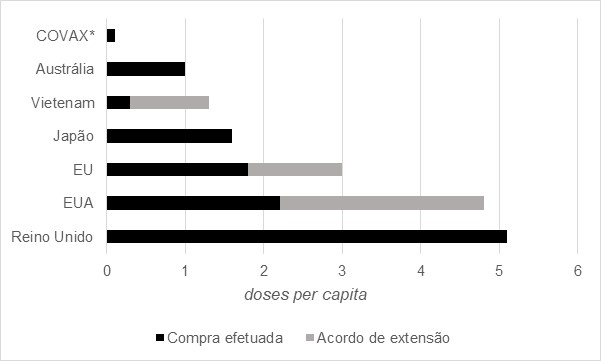 COVAX*
Austrália
Vietenam
Japão
EU
EUA
Reino Unido
0 1 2 3 4 5 6
doses per capita
Compra efetuada Acordo de extensão